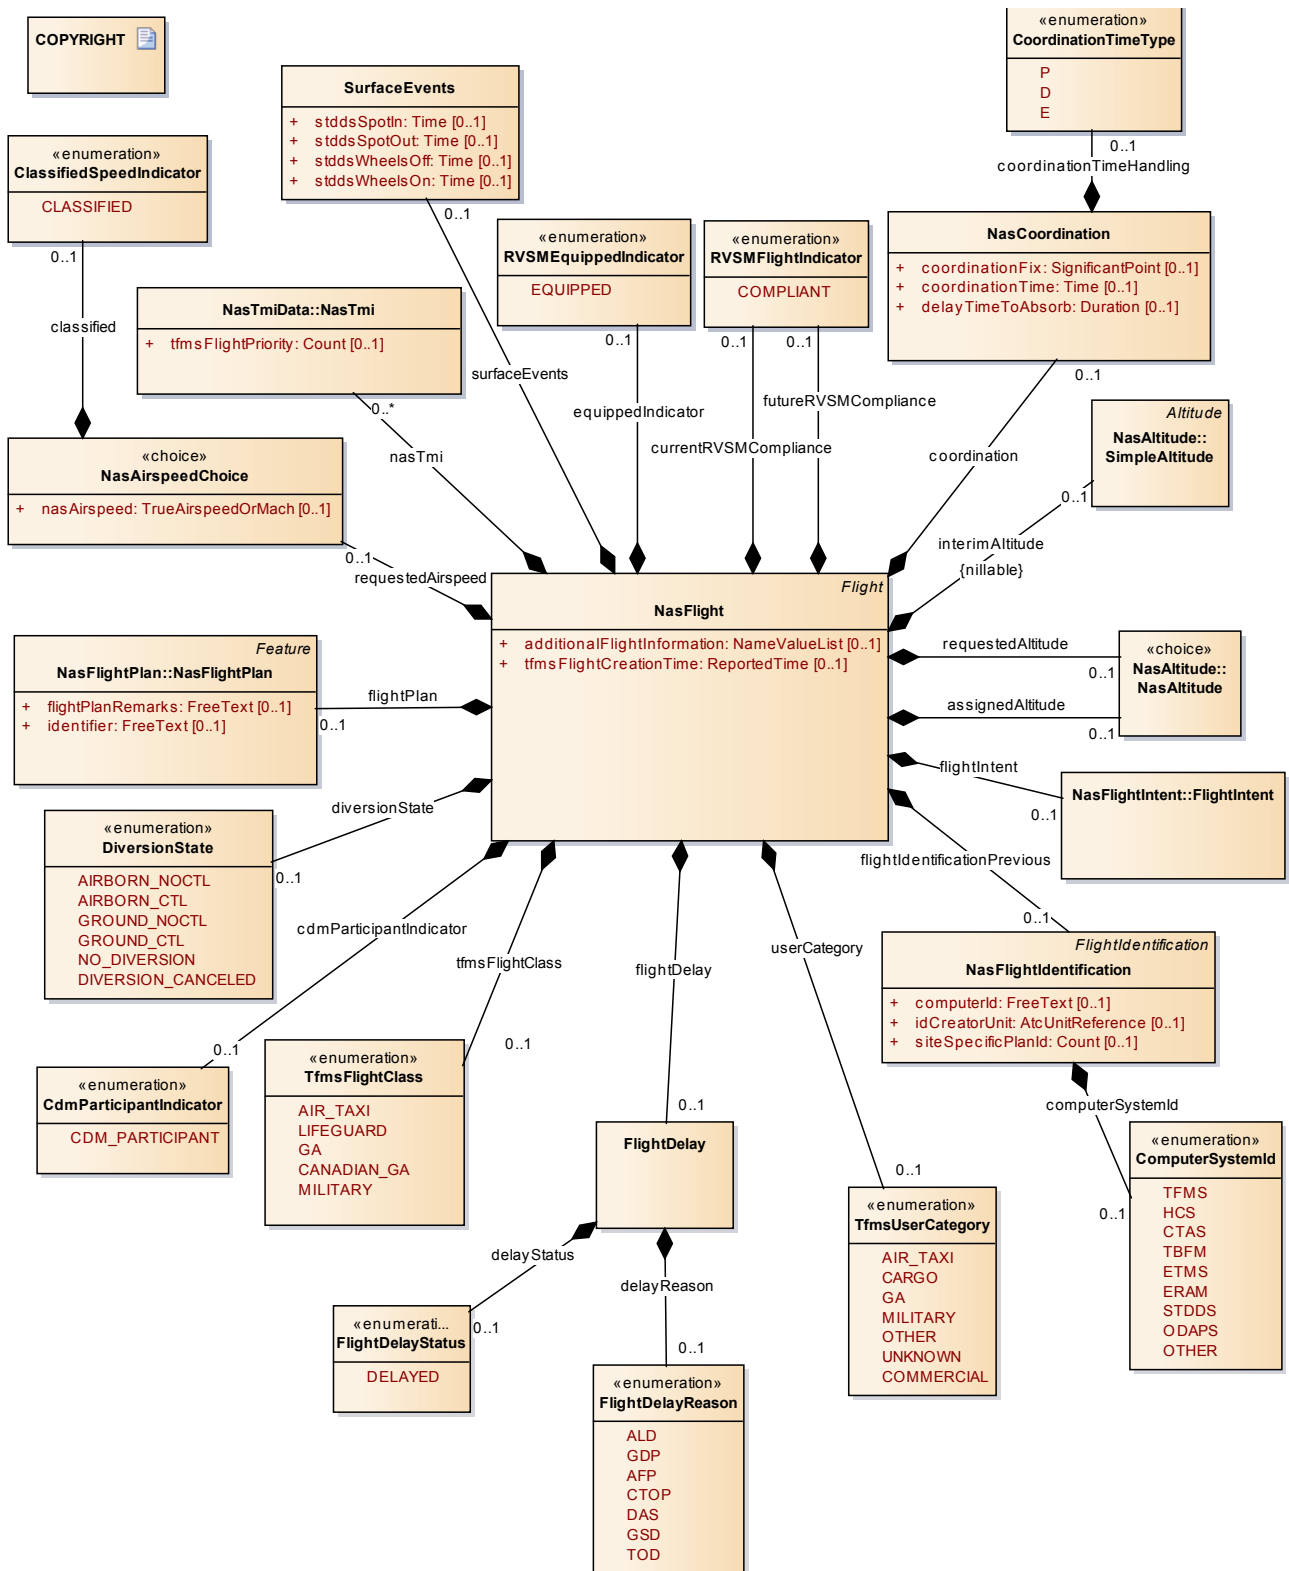 COPYRIGHT
«enumeration»
CoordinationTimeType
P
D
E
0..1
coordinationTimeHandling
SurfaceEvents
+ stddsSpotIn: Time [0..1]
+ stddsSpotOut: Time [0..1]
+ stddsWheelsOff: Time [0..1]
+ stddsWheelsOn: Time [0..1]
0..1
surfaceEvents
«enumeration»
ClassifiedSpeedIndicator
CLASSIFIED
0..1
classified
«enumeration»
RVSMEquippedIndicator
EQUIPPED
0..1
equippedIndicator
«enumeration»
RVSMFlightIndicator
COMPLIANT
0..1
0..1
futureRVSMCompliance
currentRVSMCompliance
NasCoordination
+ coordinationFix: SignificantPoint [0..1]
+ coordinationTime: Time [0..1]
+ delayTimeToAbsorb: Duration [0..1]
0..1
coordination
NasTmiData::NasTmi
+ tfmsFlightPriority: Count [0..1]
0..*
nasTmi
Altitude
NasAltitude::
SimpleAltitude
0..1
interimAltitude
{nillable}
«choice»
NasAirspeedChoice
+ nasAirspeed: TrueAirspeedOrMach [0..1]
0..1
requestedAirspeed
Flight
NasFlight
+ additionalFlightInformation: NameValueList [0..1]
+ tfmsFlightCreationTime: ReportedTime [0..1]
requestedAltitude
0..1
«choice»
NasAltitude::
NasAltitude
assignedAltitude
0..1
Feature
NasFlightPlan::NasFlightPlan
+ flightPlanRemarks: FreeText [0..1]
+ identifier: FreeText [0..1]
flightPlan
0..1
flightIntent
0..1
NasFlightIntent::FlightIntent
diversionState
«enumeration»
DiversionState
AIRBORN_NOCTL
AIRBORN_CTL
GROUND_NOCTL
GROUND_CTL
NO_DIVERSION
DIVERSION_CANCELED
0..1
flightIdentificationPrevious
0..1
FlightIdentification
NasFlightIdentification
+ computerId: FreeText [0..1]
+ idCreatorUnit: AtcUnitReference [0..1]
+ siteSpecificPlanId: Count [0..1]
cdmParticipantIndicator
0..1
«enumeration»
CdmParticipantIndicator
CDM_PARTICIPANT
tfmsFlightClass
0..1
«enumeration»
TfmsFlightClass
AIR_TAXI
LIFEGUARD
GA
CANADIAN_GA
MILITARY
flightDelay
0..1
FlightDelay
userCategory
0..1
«enumeration»
TfmsUserCategory
AIR_TAXI
CARGO
GA
MILITARY
OTHER
UNKNOWN
COMMERCIAL
computerSystemId
0..1
«enumeration»
ComputerSystemId
TFMS
HCS
CTAS
TBFM
ETMS
ERAM
STDDS
ODAPS
OTHER
delayStatus
0..1
«enumerati...
FlightDelayStatus
DELAYED
delayReason
0..1
«enumeration»
FlightDelayReason
ALD
GDP
AFP
CTOP
DAS
GSD
TOD